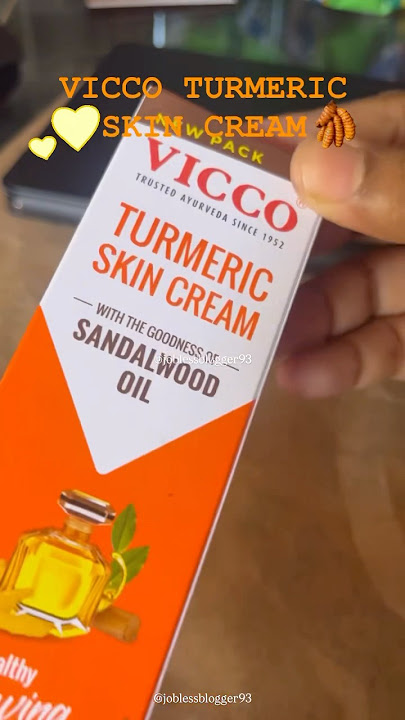 VICCO TURMERIC
SKIN CREAM
NEW PACK
VICCO®
TRUSTED AYURVEDA SINCE 1952
TURMERIC
SKIN CREAM
WITH THE GOODNESS OF
@joblessblogger93
SANDALWOOD
OIL
@joblessblogger93